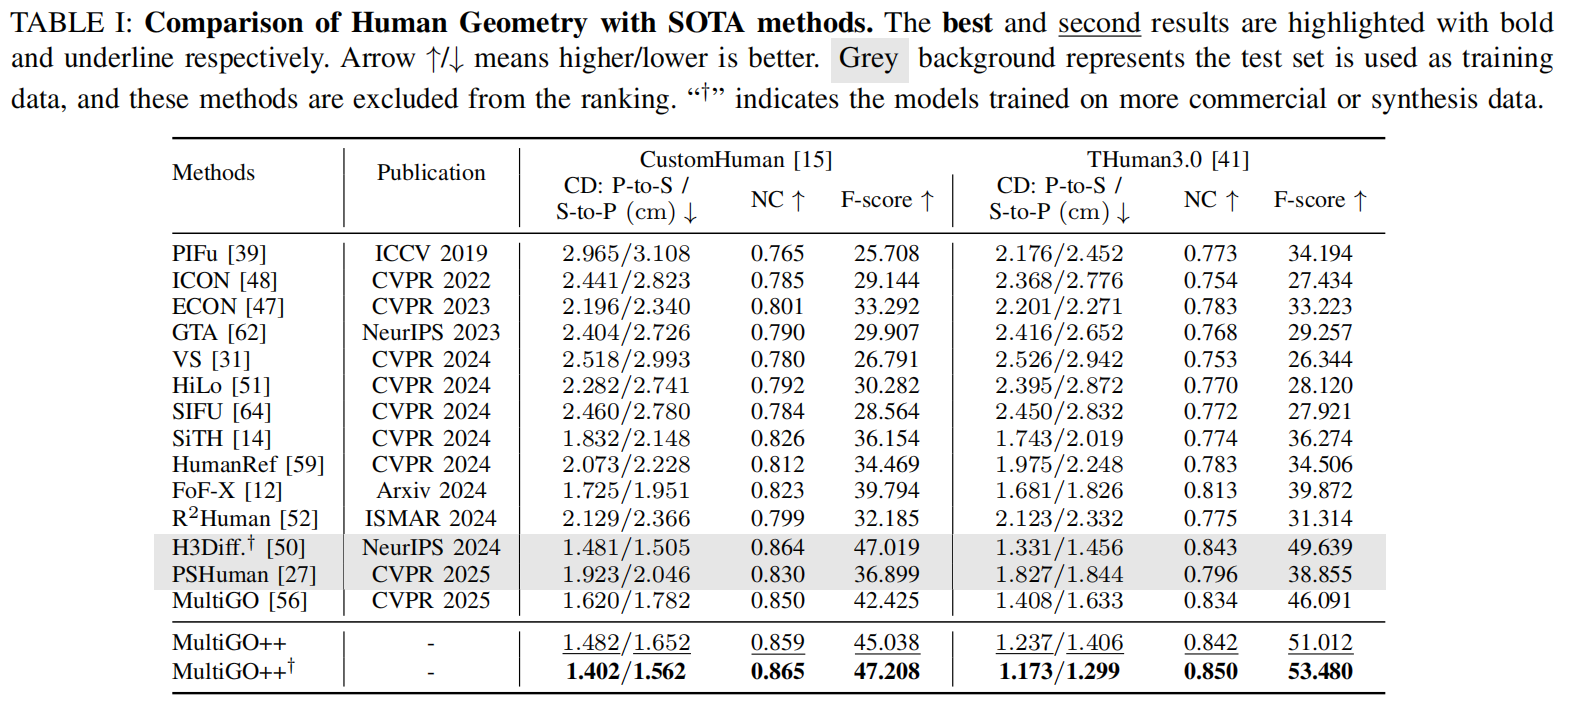 TABLE I: Comparison of Human Geometry with SOTA methods. The best and second results are highlighted with bold
and underline respectively. Arrow ↑/↓ means higher/lower is better. Grey background represents the test set is used as training
data, and these methods are excluded from the ranking. “†” indicates the models trained on more commercial or synthesis data.
Methods Publication CustomHuman [15] THuman3.0 [41]
CD: P-to-S / S-to-P (cm) ↓ NC ↑ F-score ↑ CD: P-to-S / S-to-P (cm) ↓ NC ↑ F-score ↑
PIFu [39] ICCV 2019 2.965/3.108 0.765 25.708 2.176/2.452 0.773 34.194
ICON [48] CVPR 2022 2.441/2.823 0.785 29.144 2.368/2.776 0.754 27.434
ECON [47] CVPR 2023 2.196/2.340 0.801 33.292 2.201/2.271 0.783 33.223
GTA [62] NeurIPS 2023 2.404/2.726 0.790 29.907 2.416/2.652 0.768 29.257
VS [31] CVPR 2024 2.518/2.993 0.780 26.791 2.526/2.942 0.753 26.344
HiLo [51] CVPR 2024 2.282/2.741 0.792 30.282 2.395/2.872 0.770 28.120
SIFU [64] CVPR 2024 2.460/2.780 0.784 28.564 2.450/2.832 0.772 27.921
SiTH [14] CVPR 2024 1.832/2.148 0.826 36.154 1.743/2.019 0.774 36.274
HumanRef [59] CVPR 2024 2.073/2.228 0.812 34.469 1.975/2.248 0.783 34.506
FoF-X [12] Arxiv 2024 1.725/1.951 0.823 39.794 1.681/1.826 0.813 39.872
R²Human [52] ISMAR 2024 2.129/2.366 0.799 32.185 2.123/2.332 0.775 31.314
H3Diff.† [50] NeurIPS 2024 1.481/1.505 0.864 47.019 1.331/1.456 0.843 49.639
PSHuman [27] CVPR 2025 1.923/2.046 0.830 36.899 1.827/1.844 0.796 38.855
MultiGO [56] CVPR 2025 1.620/1.782 0.850 42.425 1.408/1.633 0.834 46.091
MultiGO++ - 1.482/1.652 0.859 45.038 1.237/1.406 0.842 51.012
MultiGO++† - 1.402/1.562 0.865 47.208 1.173/1.299 0.850 53.480